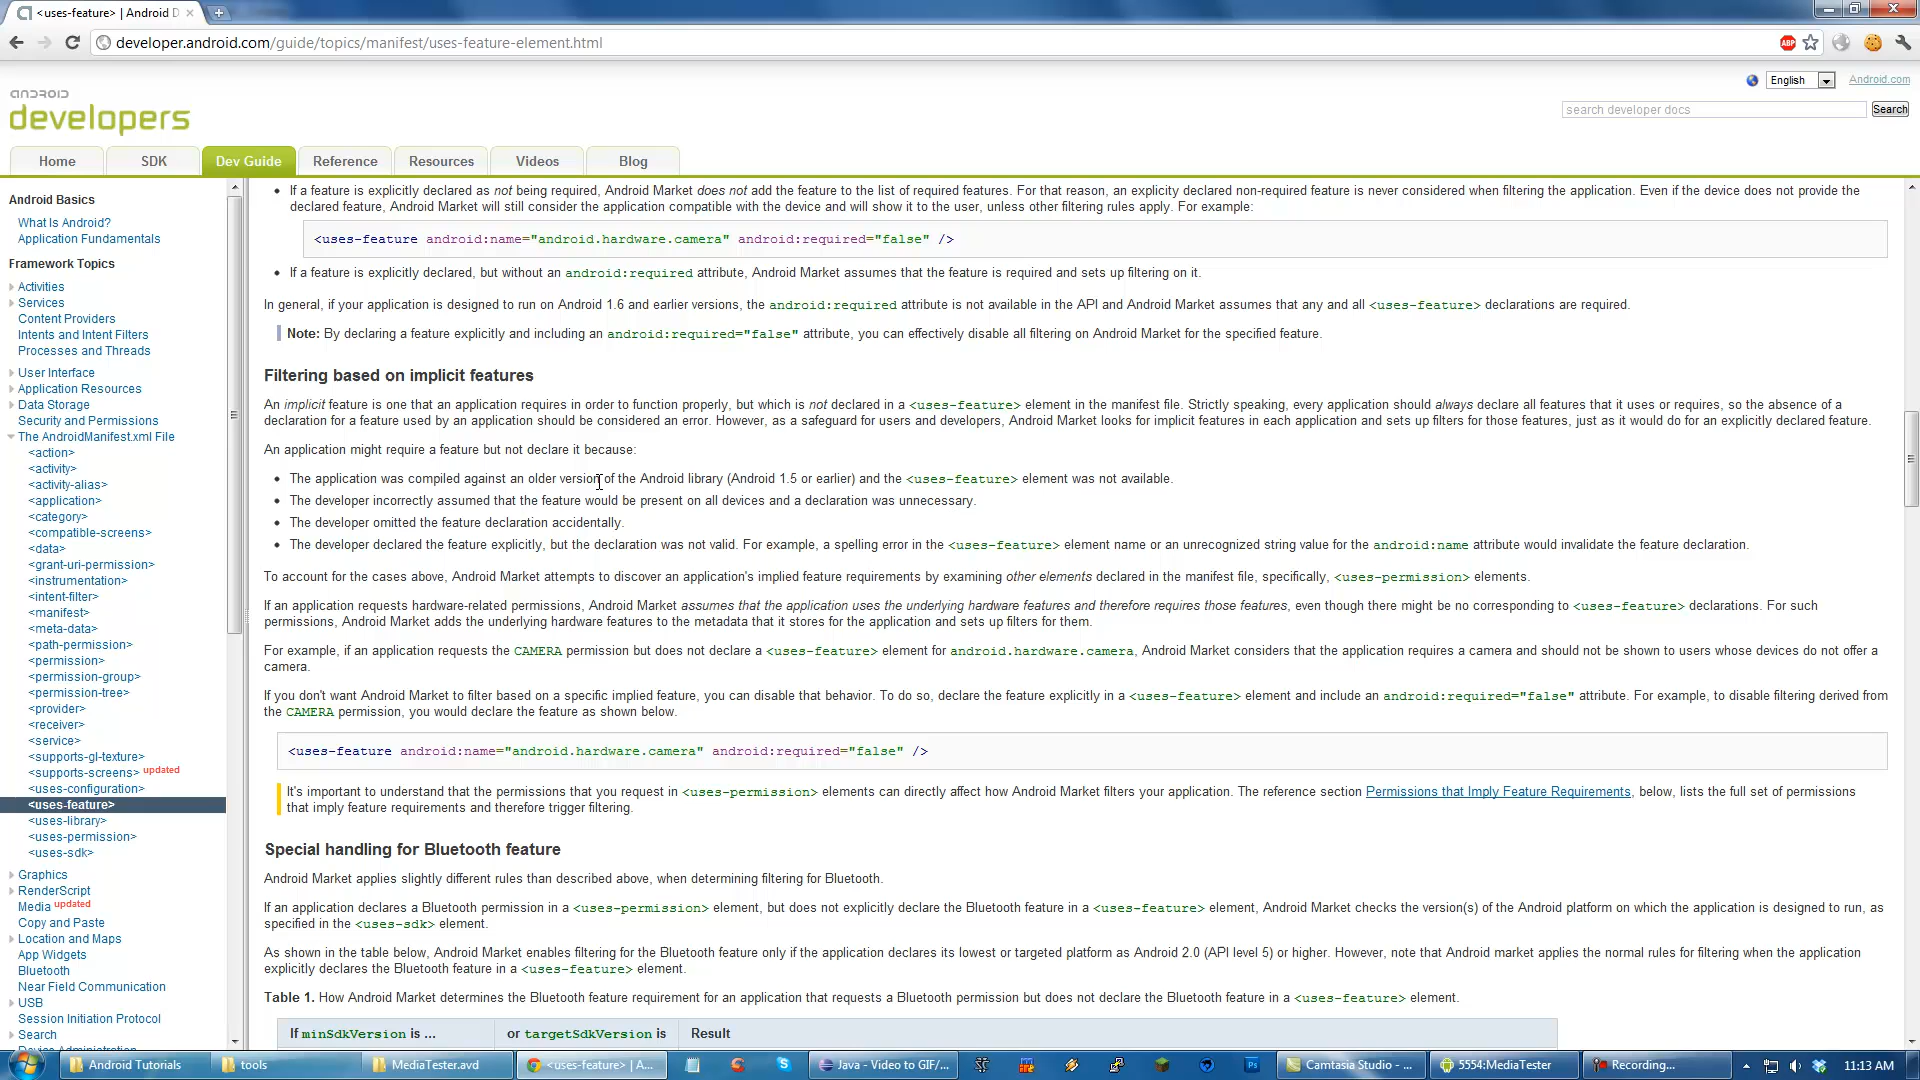 <uses-feature> | Android D
developer.android.com/guide/topics/manifest/uses-feature-element.html
ABP
English
Android.com
android
developers
search developer docs
Search
Home
SDK
Dev Guide
Reference
Resources
Videos
Blog
Android Basics
What Is Android?
Application Fundamentals
Framework Topics
Activities
Services
Content Providers
Intents and Intent Filters
Processes and Threads
User Interface
Application Resources
Data Storage
Security and Permissions
The AndroidManifest.xml File
<action>
<activity>
<activity-alias>
<application>
<category>
<compatible-screens>
<data>
<grant-uri-permission>
<instrumentation>
<intent-filter>
<manifest>
<meta-data>
<path-permission>
<permission>
<permission-group>
<permission-tree>
<provider>
<receiver>
<service>
<supports-gl-texture>
<supports-screens> updated
<uses-configuration>
<uses-feature>
<uses-library>
<uses-permission>
<uses-sdk>
Graphics
RenderScript
Media updated
Copy and Paste
Location and Maps
App Widgets
Bluetooth
Near Field Communication
USB
Session Initiation Protocol
Search
Device Administration
• If a feature is explicitly declared as not being required, Android Market does not add the feature to the list of required features. For that reason, an explicity declared non-required feature is never considered when filtering the application. Even if the device does not provide the
declared feature, Android Market will still consider the application compatible with the device and will show it to the user, unless other filtering rules apply. For example:
<uses-feature android:name="android.hardware.camera" android:required="false" />
• If a feature is explicitly declared, but without an android:required attribute, Android Market assumes that the feature is required and sets up filtering on it.
In general, if your application is designed to run on Android 1.6 and earlier versions, the android:required attribute is not available in the API and Android Market assumes that any and all <uses-feature> declarations are required.
Note: By declaring a feature explicitly and including an android:required="false" attribute, you can effectively disable all filtering on Android Market for the specified feature.
Filtering based on implicit features
An implicit feature is one that an application requires in order to function properly, but which is not declared in a <uses-feature> element in the manifest file. Strictly speaking, every application should always declare all features that it uses or requires, so the absence of a
declaration for a feature used by an application should be considered an error. However, as a safeguard for users and developers, Android Market looks for implicit features in each application and sets up filters for those features, just as it would do for an explicitly declared feature.
An application might require a feature but not declare it because:
• The application was compiled against an older version of the Android library (Android 1.5 or earlier) and the <uses-feature> element was not available.
• The developer incorrectly assumed that the feature would be present on all devices and a declaration was unnecessary.
• The developer omitted the feature declaration accidentally.
• The developer declared the feature explicitly, but the declaration was not valid. For example, a spelling error in the <uses-feature> element name or an unrecognized string value for the android:name attribute would invalidate the feature declaration.
To account for the cases above, Android Market attempts to discover an application's implied feature requirements by examining other elements declared in the manifest file, specifically, <uses-permission> elements.
If an application requests hardware-related permissions, Android Market assumes that the application uses the underlying hardware features and therefore requires those features, even though there might be no corresponding to <uses-feature> declarations. For such
permissions, Android Market adds the underlying hardware features to the metadata that it stores for the application and sets up filters for them.
For example, if an application requests the CAMERA permission but does not declare a <uses-feature> element for android.hardware.camera, Android Market considers that the application requires a camera and should not be shown to users whose devices do not offer a
camera.
If you don't want Android Market to filter based on a specific implied feature, you can disable that behavior. To do so, declare the feature explicitly in a <uses-feature> element and include an android:required="false" attribute. For example, to disable filtering derived from
the CAMERA permission, you would declare the feature as shown below.
<uses-feature android:name="android.hardware.camera" android:required="false" />
It's important to understand that the permissions that you request in <uses-permission> elements can directly affect how Android Market filters your application. The reference section Permissions that Imply Feature Requirements, below, lists the full set of permissions
that imply feature requirements and therefore trigger filtering.
Special handling for Bluetooth feature
Android Market applies slightly different rules than described above, when determining filtering for Bluetooth.
If an application declares a Bluetooth permission in a <uses-permission> element, but does not explicitly declare the Bluetooth feature in a <uses-feature> element, Android Market checks the version(s) of the Android platform on which the application is designed to run, as
specified in the <uses-sdk> element.
As shown in the table below, Android Market enables filtering for the Bluetooth feature only if the application declares its lowest or targeted platform as Android 2.0 (API level 5) or higher. However, note that Android market applies the normal rules for filtering when the application
explicitly declares the Bluetooth feature in a <uses-feature> element.
Table 1. How Android Market determines the Bluetooth feature requirement for an application that requests a Bluetooth permission but does not declare the Bluetooth feature in a <uses-feature> element.
If minSdkVersion is ...
or targetSdkVersion is
Result
Android Tutorials
tools
MediaTester.avd
<uses-feature> | A...
Java - Video to GIF/...
Ps
Camtasia Studio - ...
5554:MediaTester
Recording...
11:13 AM